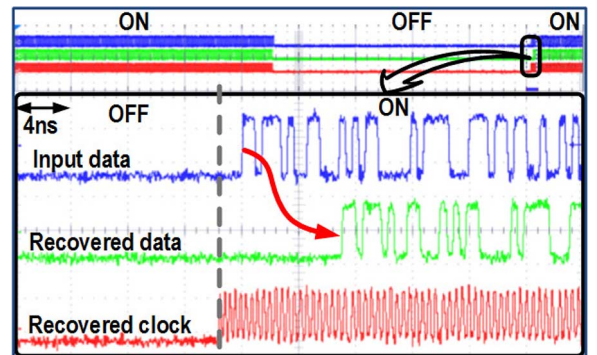 ON OFF ON
OFF ON
4ns
Input data
Recovered data
Recovered clock